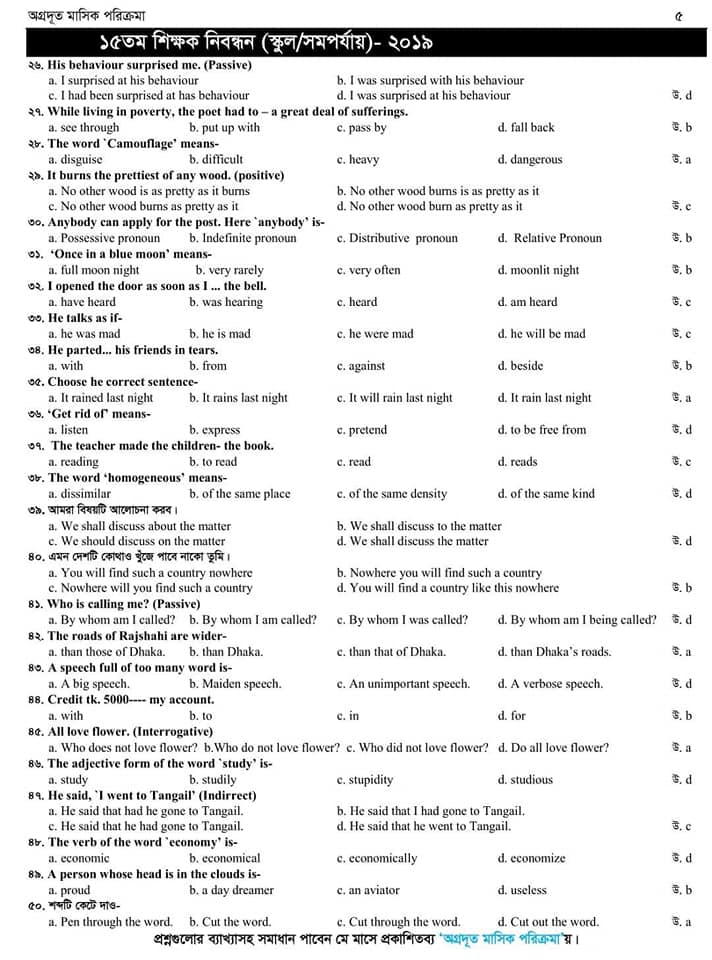 অগ্রদূত মাসিক পরিক্রমা ৫
১৫তম শিক্ষক নিবন্ধন (স্কুল/সমপর্যায়)- ২০১৯
২৬. His behaviour surprised me. (Passive)
a. I surprised at his behaviour b. I was surprised with his behaviour
c. I had been surprised at has behaviour d. I was surprised at his behaviour উ. d
২৭. While living in poverty, the poet had to – a great deal of sufferings.
a. see through b. put up with c. pass by d. fall back উ. b
২৮. The word `Camouflage’ means-
a. disguise b. difficult c. heavy d. dangerous উ. a
২৯. It burns the prettiest of any wood. (positive)
a. No other wood is as pretty as it burns b. No other wood burns is as pretty as it
c. No other wood burns as pretty as it d. No other wood burn as pretty as it উ. c
৩০. Anybody can apply for the post. Here `anybody’ is-
a. Possessive pronoun b. Indefinite pronoun c. Distributive pronoun d. Relative Pronoun উ. b
৩১. ‘Once in a blue moon’ means-
a. full moon night b. very rarely c. very often d. moonlit night উ. b
৩২. I opened the door as soon as I ... the bell.
a. have heard b. was hearing c. heard d. am heard উ. c
৩৩. He talks as if-
a. he was mad b. he is mad c. he were mad d. he will be mad উ. c
৩৪. He parted... his friends in tears.
a. with b. from c. against d. beside উ. b
৩৫. Choose he correct sentence-
a. It rained last night b. It rains last night c. It will rain last night d. It rain last night উ. a
৩৬. ‘Get rid of’ means-
a. listen b. express c. pretend d. to be free from উ. d
৩৭. The teacher made the children- the book.
a. reading b. to read c. read d. reads উ. c
৩৮. The word ‘homogeneous’ means-
a. dissimilar b. of the same place c. of the same density d. of the same kind উ. d
৩৯. আমরা বিষয়টি আলোচনা করব।
a. We shall discuss about the matter b. We shall discuss to the matter
c. We should discuss on the matter d. We shall discuss the matter উ. d
৪০. এমন দেশটি কোথাও খুঁজে পাবে নাকো তুমি।
a. You will find such a country nowhere b. Nowhere you will find such a country
c. Nowhere will you find such a country d. You will find a country like this nowhere উ. b
৪১. Who is calling me? (Passive)
a. By whom am I called? b. By whom I am called? c. By whom I was called? d. By whom am I being called? উ. d
৪২. The roads of Rajshahi are wider-
a. than those of Dhaka. b. than Dhaka. c. than that of Dhaka. d. than Dhaka’s roads. উ. a
৪৩. A speech full of too many word is-
a. A big speech. b. Maiden speech. c. An unimportant speech. d. A verbose speech. উ. d
৪৪. Credit tk. 5000---- my account.
a. with b. to c. in d. for উ. b
৪৫. All love flower. (Interrogative)
a. Who does not love flower? b.Who do not love flower? c. Who did not love flower? d. Do all love flower? উ. a
৪৬. The adjective form of the word `study’ is-
a. study b. studily c. stupidity d. studious উ. d
৪৭. He said, `I went to Tangail’ (Indirect)
a. He said that had he gone to Tangail. b. He said that I had gone to Tangail.
c. He said that he had gone to Tangail. d. He said that he went to Tangail. উ. c
৪৮. The verb of the word `economy’ is-
a. economic b. economical c. economically d. economize উ. d
৪৯. A person whose head is in the clouds is-
a. proud b. a day dreamer c. an aviator d. useless উ. b
৫০. শব্দটি কেটে দাও-
a. Pen through the word. b. Cut the word. c. Cut through the word. d. Cut out the word. উ. a
প্রশ্নগুলোর ব্যাখ্যাসহ সমাধান পাবেন মে মাসে প্রকাশিতব্য ‘অগ্রদূত মাসিক পরিক্রমা’য়।